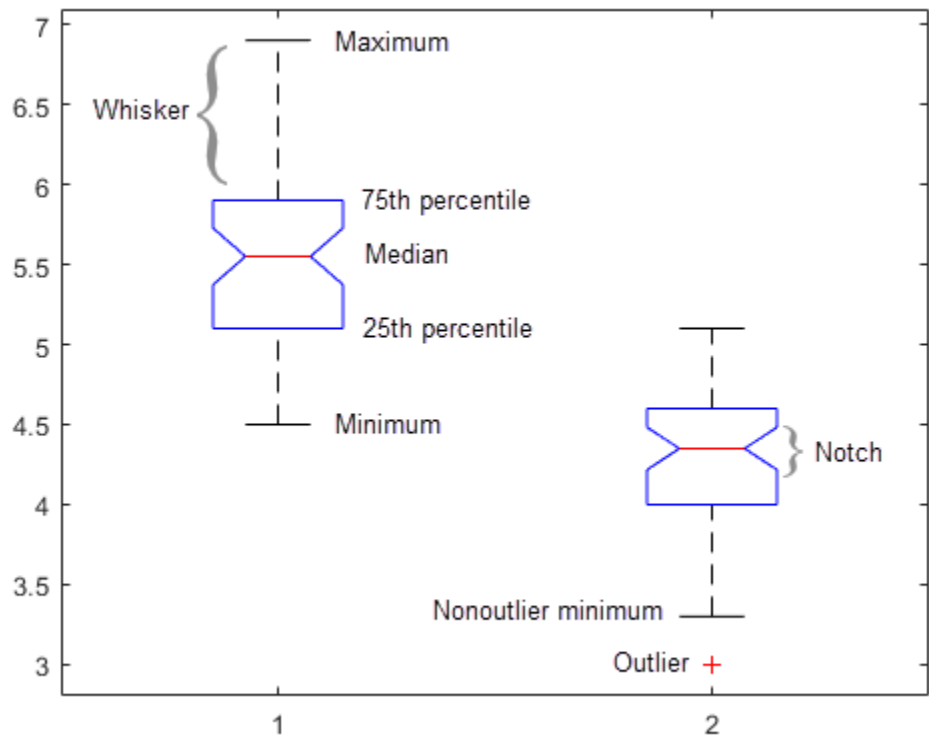 7
Maximum
6.5
Whisker
6
75th percentile
5.5
Median
25th percentile
5
4.5
Minimum
Notch
4
3.5
Nonoutlier minimum
3
Outlier
1 2